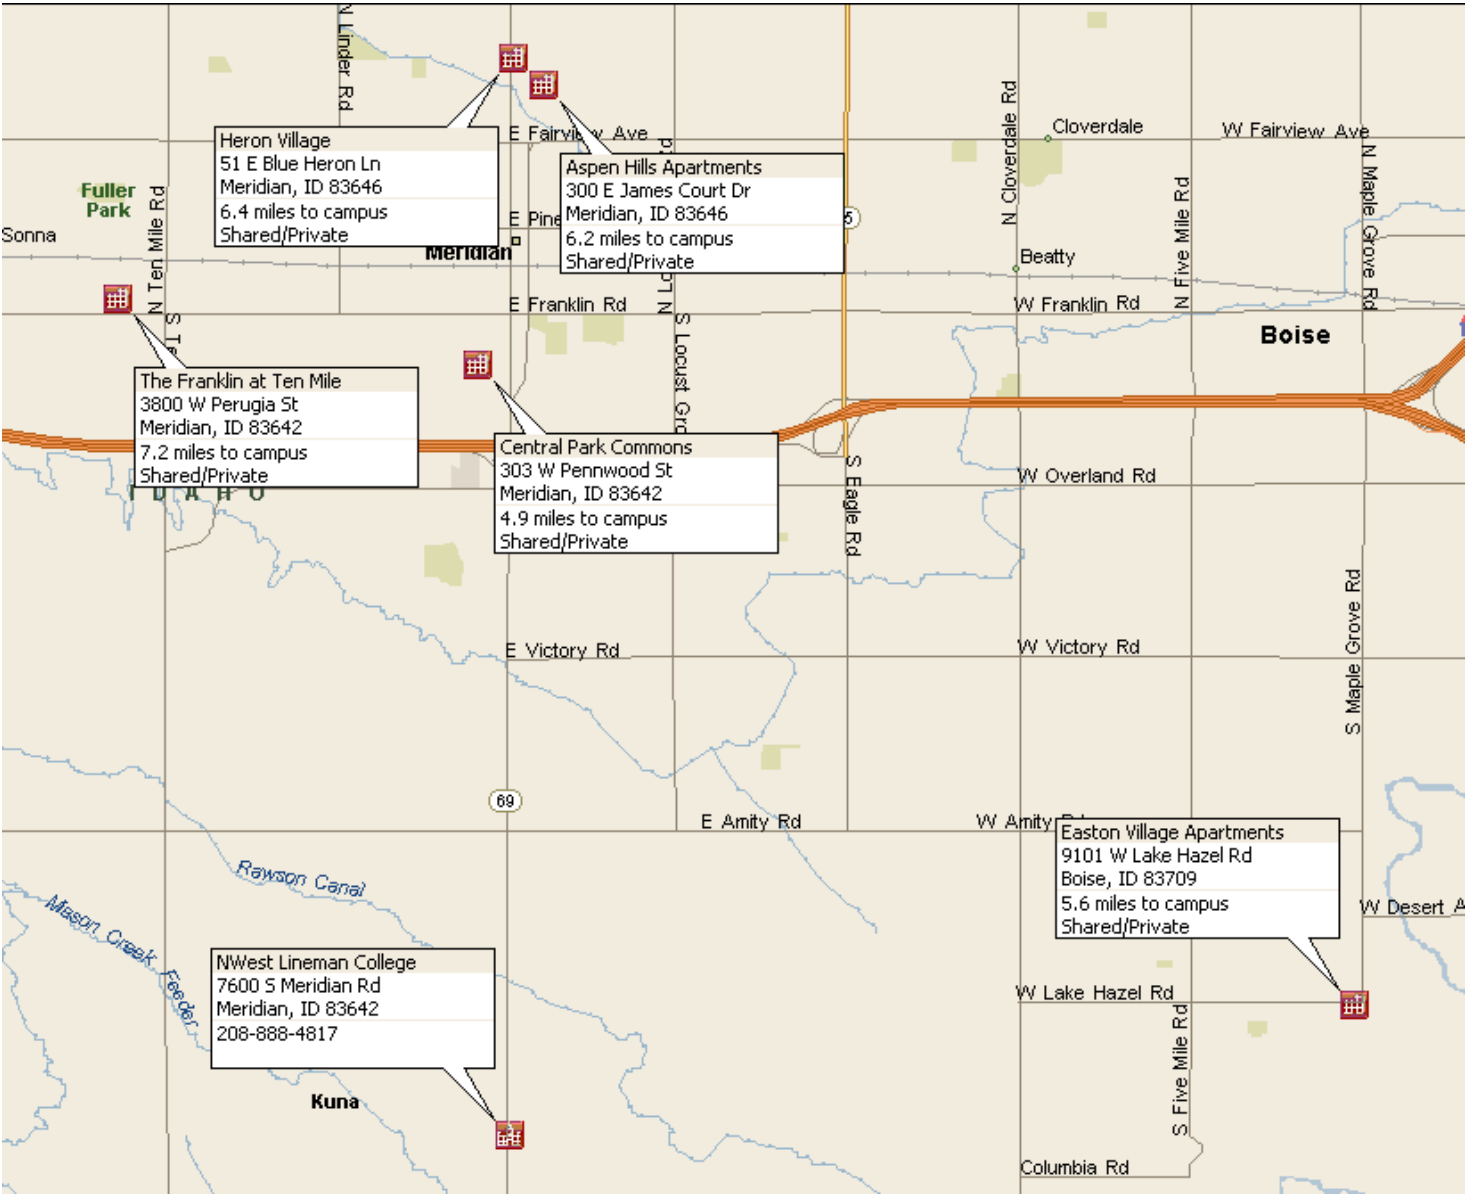 N Linder Rd
Heron Village
51 E Blue Heron Ln
Meridian, ID 83646
6.4 miles to campus
Shared/Private
E Fairview Ave
Aspen Hills Apartments
300 E James Court Dr
Meridian, ID 83646
6.2 miles to campus
Shared/Private
N Cloverdale Rd
Cloverdale
W Fairview Ave
N Maple Grove Rd
Fuller
Park
N Ten Mile Rd
Sonna
E Pine
Meridian
5
Beatty
N Five Mile Rd
E Franklin Rd
N Lo
W Franklin Rd
Boise
S Te
S Locust Gr
The Franklin at Ten Mile
3800 W Perugia St
Meridian, ID 83642
7.2 miles to campus
Shared/Private
IDAHO
Central Park Commons
303 W Pennwood St
Meridian, ID 83642
4.9 miles to campus
Shared/Private
S Eagle Rd
W Overland Rd
E Victory Rd
W Victory Rd
S Maple Grove Rd
69
E Amity Rd
W Amity
Easton Village Apartments
9101 W Lake Hazel Rd
Boise, ID 83709
5.6 miles to campus
Shared/Private
W Desert A
Rawson Canal
Mason Creek Feeder
NWest Lineman College
7600 S Meridian Rd
Meridian, ID 83642
208-888-4817
W Lake Hazel Rd
S Five Mile Rd
Kuna
Columbia Rd